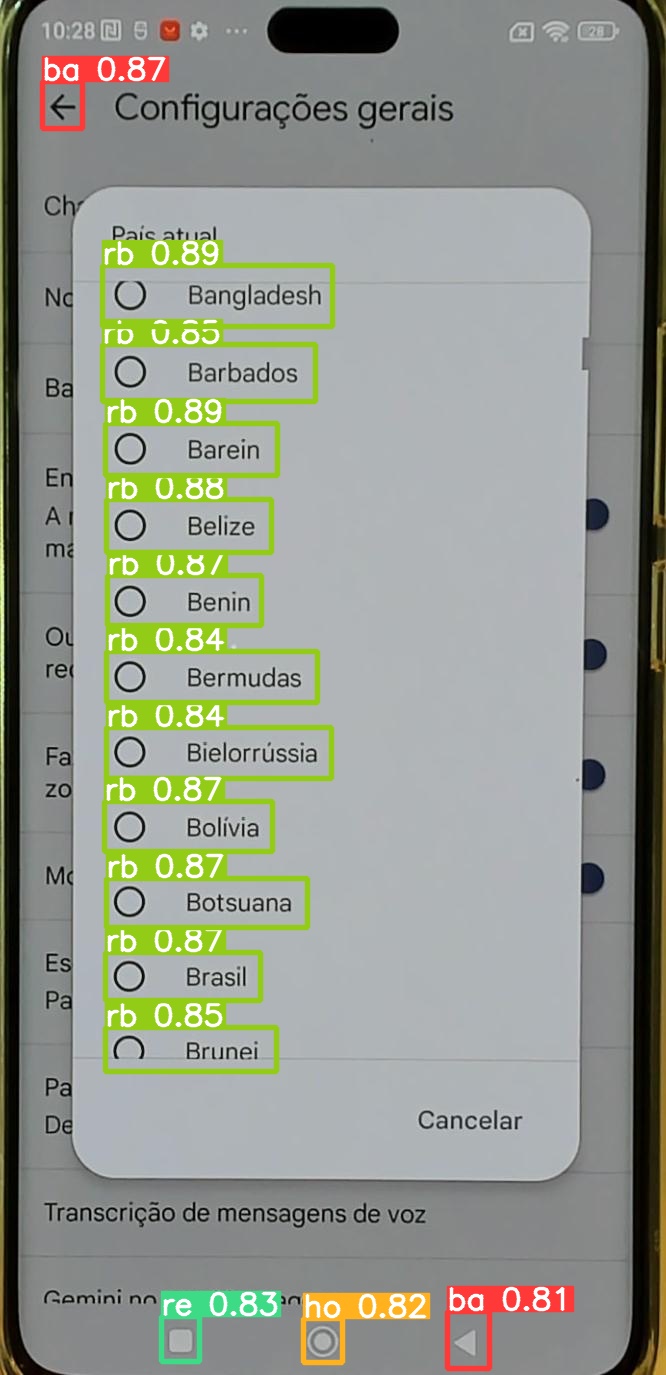 10:28
28
ba 0.87
Configurações gerais
País atual
rb 0.89
Bangladesh
rb 0.85
Barbados
rb 0.89
Barein
rb 0.88
Belize
rb 0.87
Benin
rb 0.84
Bermudas
rb 0.84
Bielorrússia
rb 0.87
Bolívia
rb 0.87
Botsuana
rb 0.87
Brasil
rb 0.85
Brunei
Cancelar
Transcrição de mensagens de voz
Gemini no
re 0.83
ho 0.82
ba 0.81